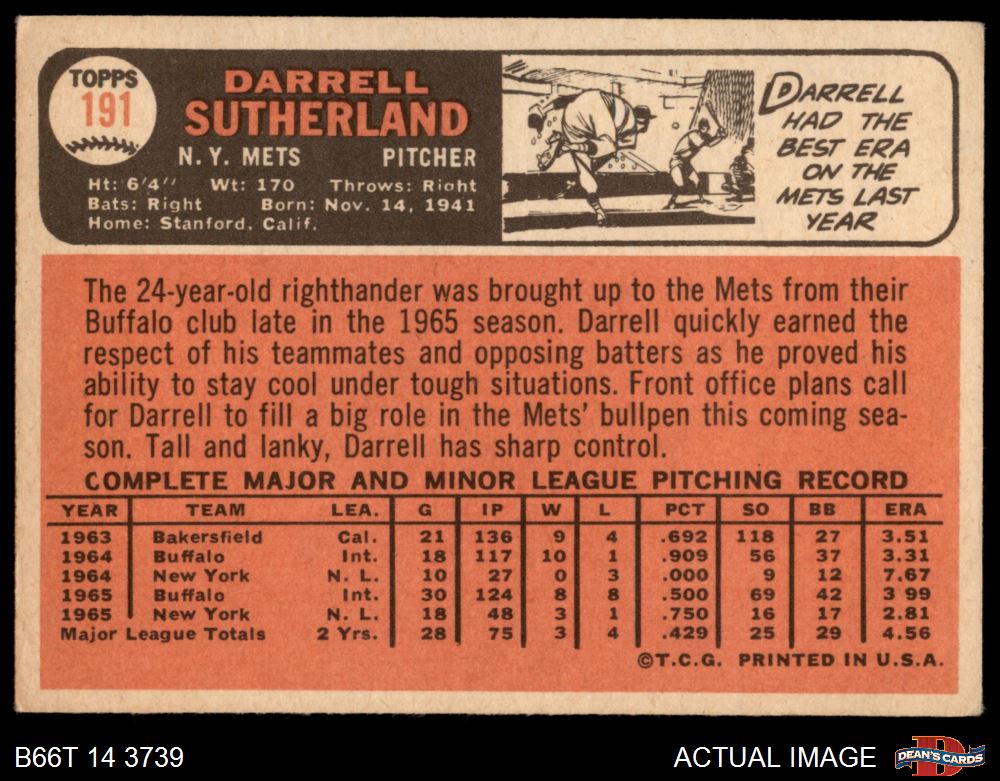 TOPPS
191
DARRELL
SUTHERLAND
N.Y. METS PITCHER
Ht: 6'4" Wt: 170 Throws: Right
Bats: Right Born: Nov. 14, 1941
Home: Stanford, Calif.
DARRELL
HAD THE
BEST ERA
ON THE
METS LAST
YEAR
The 24-year-old righthander was brought up to the Mets from their
Buffalo club late in the 1965 season. Darrell quickly earned the
respect of his teammates and opposing batters as he proved his
ability to stay cool under tough situations. Front office plans call
for Darrell to fill a big role in the Mets' bullpen this coming sea-
son. Tall and lanky, Darrell has sharp control.
COMPLETE MAJOR AND MINOR LEAGUE PITCHING RECORD
YEAR TEAM LEA. G IP W L PCT SO BB ERA
1963 Bakersfield Cal. 21 136 9 4 .692 118 27 3.51
1964 Buffalo Int. 18 117 10 1 .909 56 37 3.31
1964 New York N. L. 10 27 0 3 .000 9 12 7.67
1965 Buffalo Int. 30 124 8 8 .500 69 42 3 99
1965 New York N. L. 18 48 3 1 .750 16 17 2.81
Major League Totals 2 Yrs. 28 75 3 4 .429 25 29 4.56
©T.C.G. PRINTED IN U.S.A.
B66T 14 3739 ACTUAL IMAGE DEAN'S CARDS